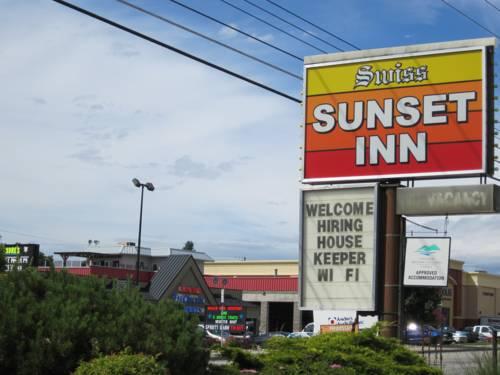 Swiss
SUNSET
INN
WELCOME
HIRING
HOUSE
KEEPER
WI FI
VACANCY
APPROVED
ACCOMMODATION